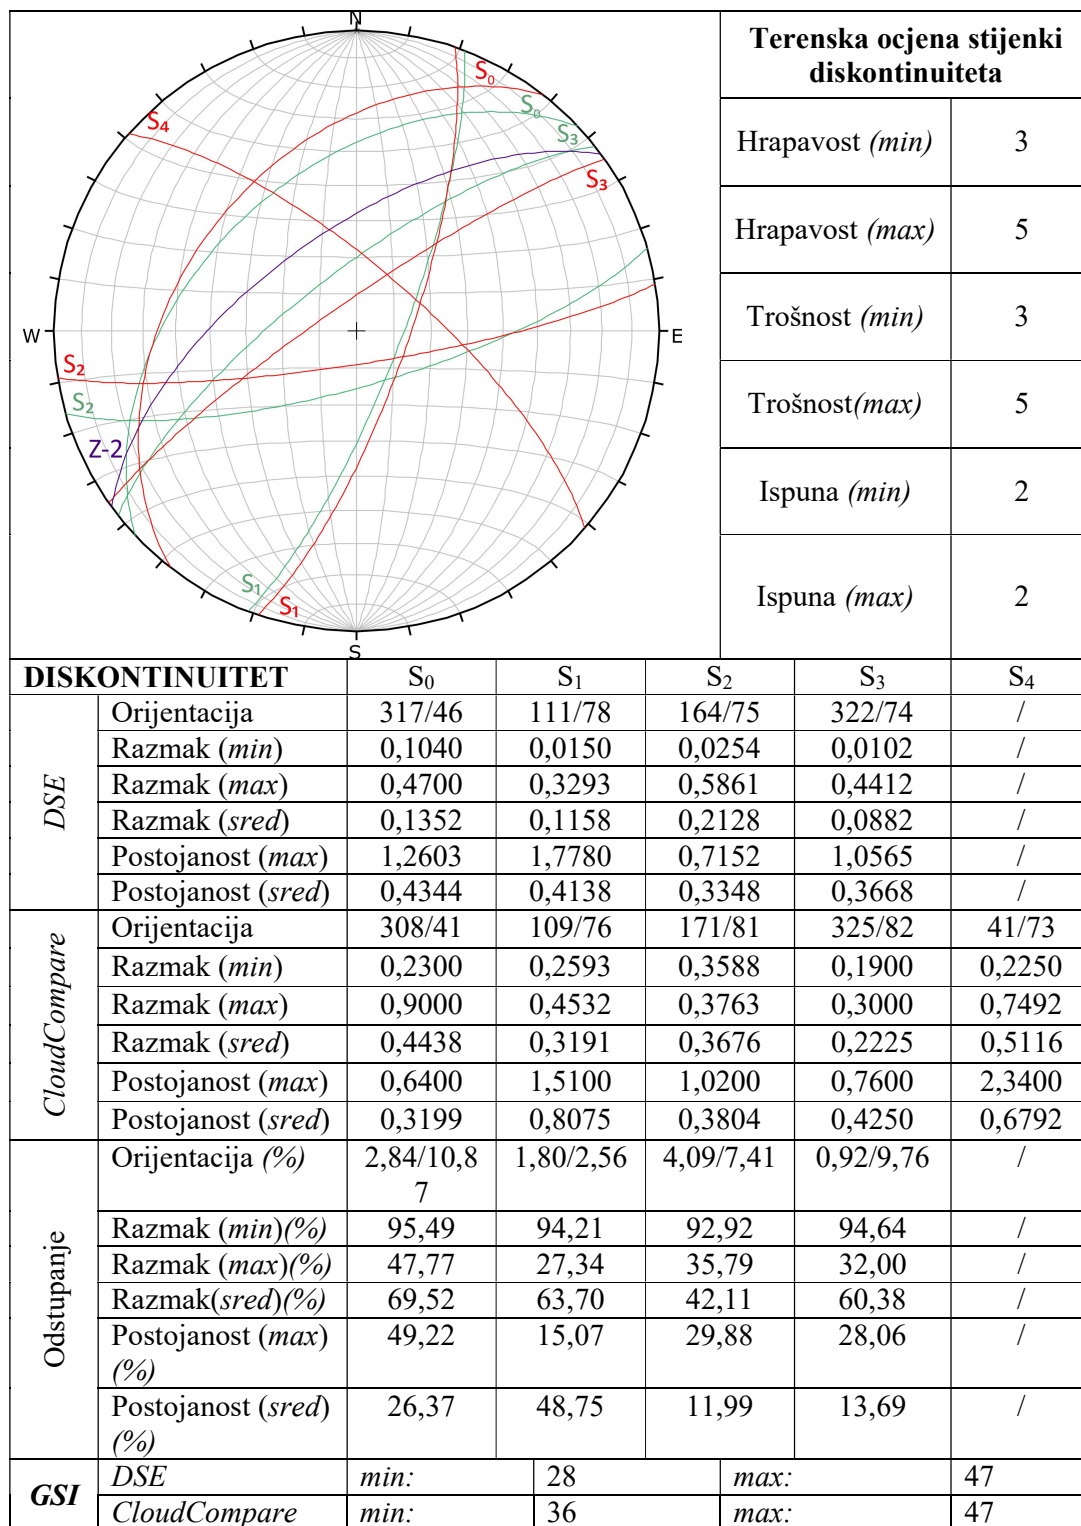 N
S₀
S₀
S₄
S₃
S₃
W
E
S₂
S₂
Z-2
S₁
S₁
S
Terenska ocjena stijenki
diskontinuiteta
Hrapavost (min) 3
Hrapavost (max) 5
Trošnost (min) 3
Trošnost(max) 5
Ispuna (min) 2
Ispuna (max) 2
DISKONTINUITET S₀ S₁ S₂ S₃ S₄
DSE
Orijentacija 317/46 111/78 164/75 322/74 /
Razmak (min) 0,1040 0,0150 0,0254 0,0102 /
Razmak (max) 0,4700 0,3293 0,5861 0,4412 /
Razmak (sred) 0,1352 0,1158 0,2128 0,0882 /
Postojanost (max) 1,2603 1,7780 0,7152 1,0565 /
Postojanost (sred) 0,4344 0,4138 0,3348 0,3668 /
CloudCompare
Orijentacija 308/41 109/76 171/81 325/82 41/73
Razmak (min) 0,2300 0,2593 0,3588 0,1900 0,2250
Razmak (max) 0,9000 0,4532 0,3763 0,3000 0,7492
Razmak (sred) 0,4438 0,3191 0,3676 0,2225 0,5116
Postojanost (max) 0,6400 1,5100 1,0200 0,7600 2,3400
Postojanost (sred) 0,3199 0,8075 0,3804 0,4250 0,6792
Odstupanje
Orijentacija (%) 2,84/10,8 1,80/2,56 4,09/7,41 0,92/9,76 /
7
Razmak (min)(%) 95,49 94,21 92,92 94,64 /
Razmak (max)(%) 47,77 27,34 35,79 32,00 /
Razmak(sred)(%) 69,52 63,70 42,11 60,38 /
Postojanost (max) 49,22 15,07 29,88 28,06 /
(%)
Postojanost (sred) 26,37 48,75 11,99 13,69 /
(%)
GSI
DSE min: 28 max: 47
CloudCompare min: 36 max: 47